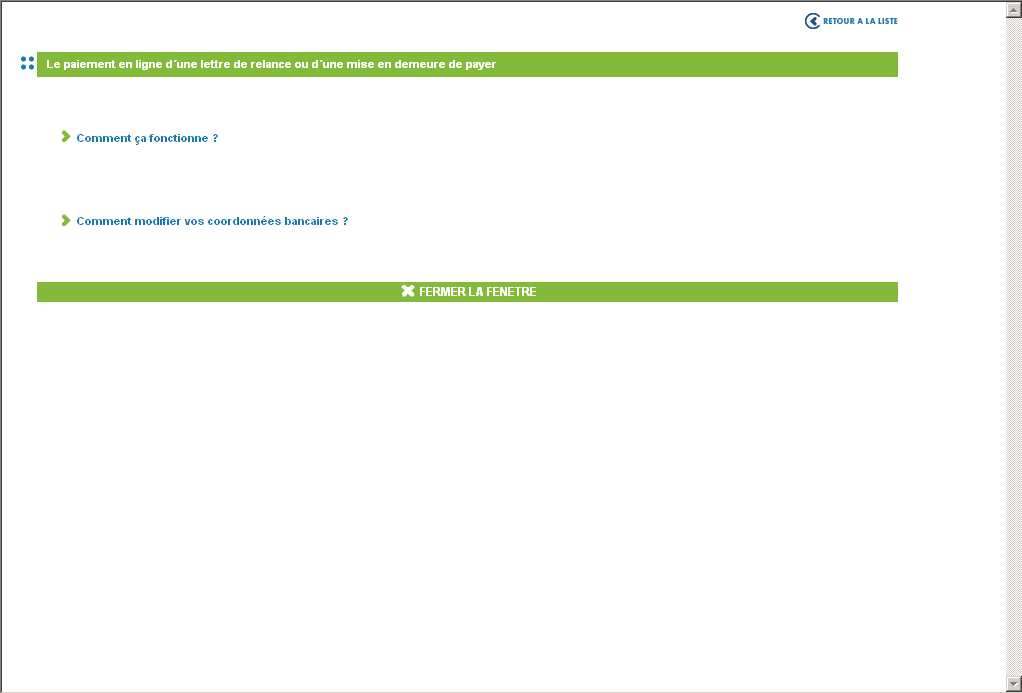 RETOUR A LA LISTE
Le paiement en ligne d´une lettre de relance ou d´une mise en demeure de payer
Comment ça fonctionne ?
Comment modifier vos coordonnées bancaires ?
FERMER LA FENETRE